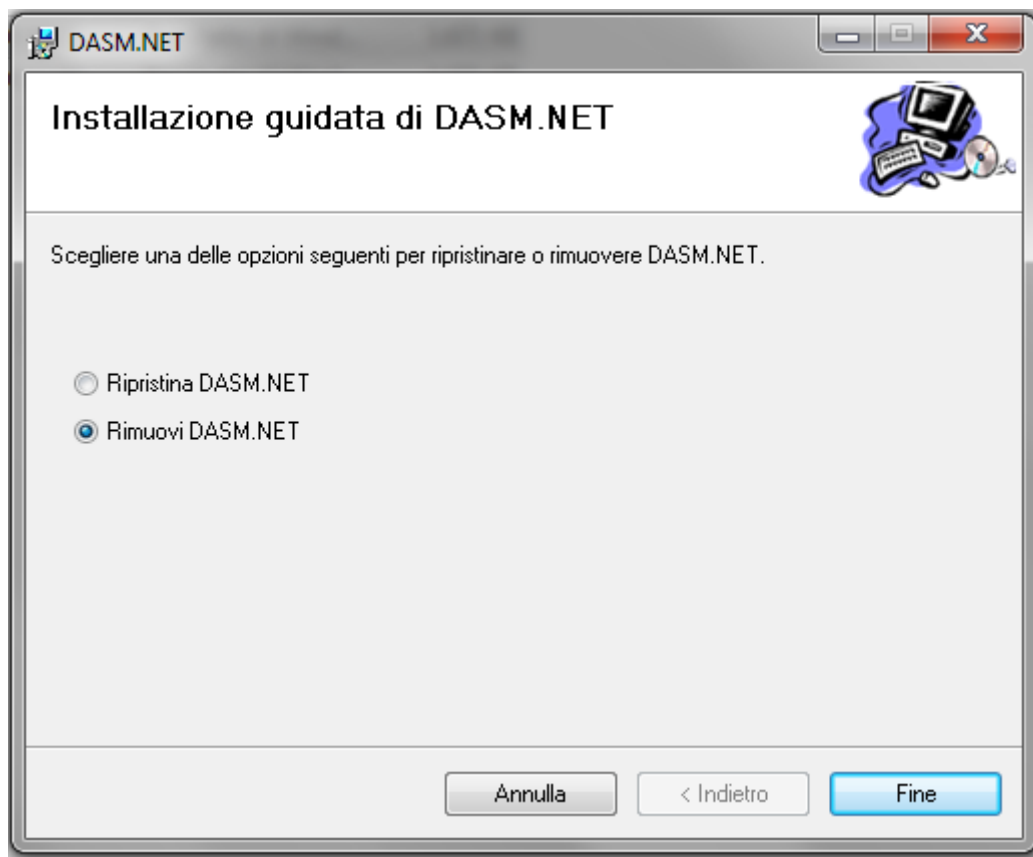 DASM.NET
Installazione guidata di DASM.NET
Scegliere una delle opzioni seguenti per ripristinare o rimuovere DASM.NET.
Ripristina DASM.NET
Rimuovi DASM.NET
Annulla
< Indietro
Fine